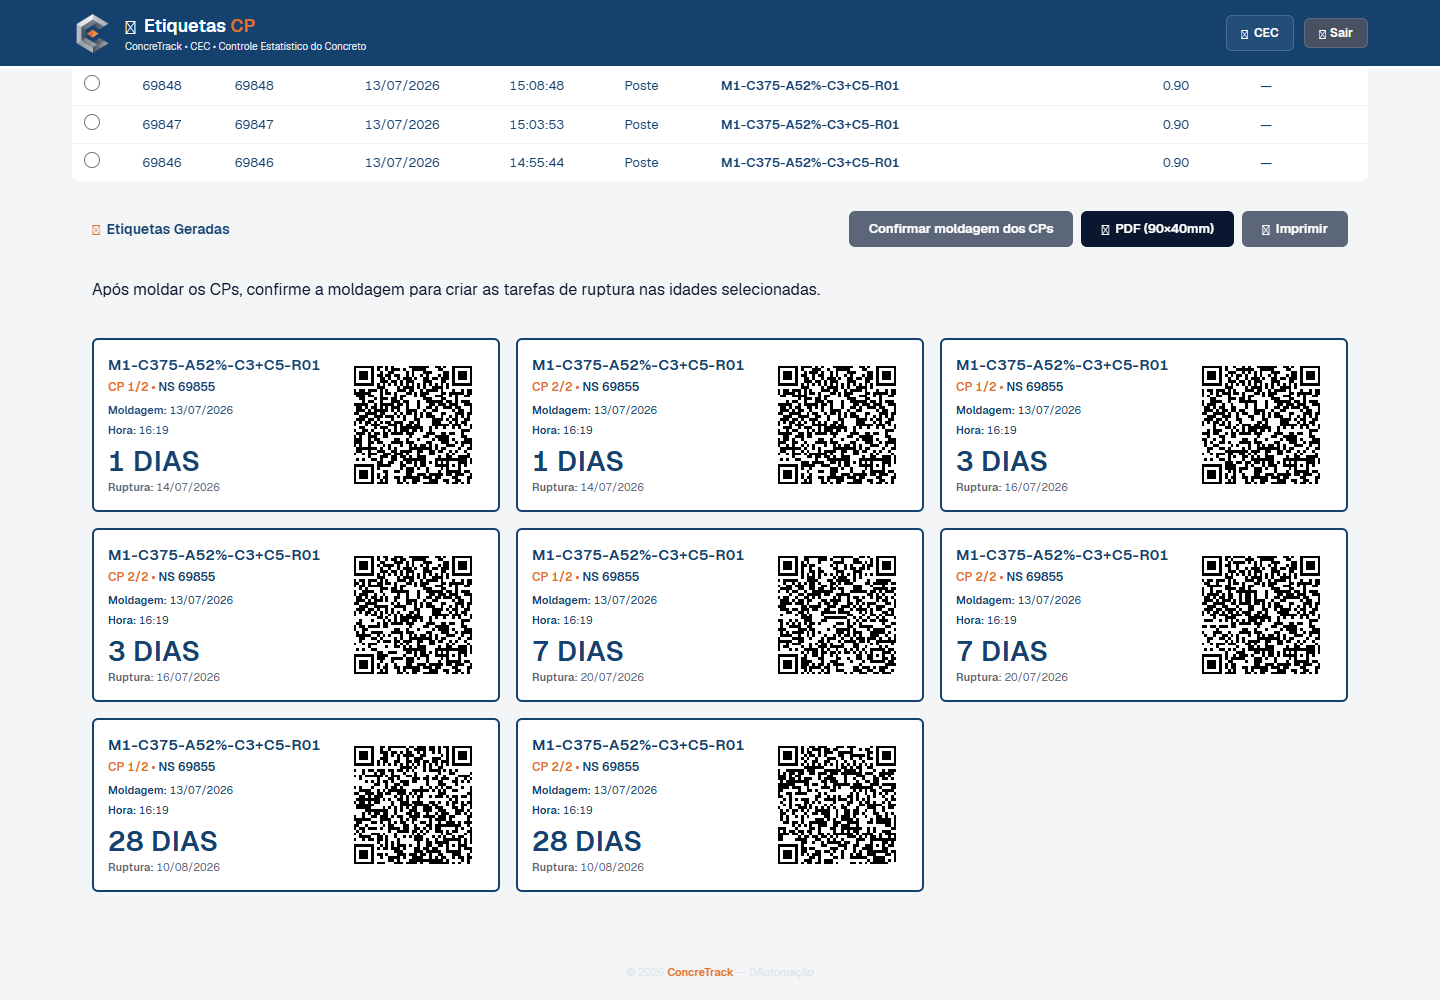 Etiquetas CP
ConcreTrack • CEC • Controle Estatístico do Concreto
CEC
Sair
69848 69848 13/07/2026 15:08:48 Poste M1-C375-A52%-C3+C5-R01 0.90 —
69847 69847 13/07/2026 15:03:53 Poste M1-C375-A52%-C3+C5-R01 0.90 —
69846 69846 13/07/2026 14:55:44 Poste M1-C375-A52%-C3+C5-R01 0.90 —
Etiquetas Geradas
Confirmar moldagem dos CPs
PDF (90×40mm)
Imprimir
Após moldar os CPs, confirme a moldagem para criar as tarefas de ruptura nas idades selecionadas.
M1-C375-A52%-C3+C5-R01
CP 1/2 • NS 69855
Moldagem: 13/07/2026
Hora: 16:19
1 DIAS
Ruptura: 14/07/2026
M1-C375-A52%-C3+C5-R01
CP 2/2 • NS 69855
Moldagem: 13/07/2026
Hora: 16:19
1 DIAS
Ruptura: 14/07/2026
M1-C375-A52%-C3+C5-R01
CP 1/2 • NS 69855
Moldagem: 13/07/2026
Hora: 16:19
3 DIAS
Ruptura: 16/07/2026
M1-C375-A52%-C3+C5-R01
CP 2/2 • NS 69855
Moldagem: 13/07/2026
Hora: 16:19
3 DIAS
Ruptura: 16/07/2026
M1-C375-A52%-C3+C5-R01
CP 1/2 • NS 69855
Moldagem: 13/07/2026
Hora: 16:19
7 DIAS
Ruptura: 20/07/2026
M1-C375-A52%-C3+C5-R01
CP 2/2 • NS 69855
Moldagem: 13/07/2026
Hora: 16:19
7 DIAS
Ruptura: 20/07/2026
M1-C375-A52%-C3+C5-R01
CP 1/2 • NS 69855
Moldagem: 13/07/2026
Hora: 16:19
28 DIAS
Ruptura: 10/08/2026
M1-C375-A52%-C3+C5-R01
CP 2/2 • NS 69855
Moldagem: 13/07/2026
Hora: 16:19
28 DIAS
Ruptura: 10/08/2026
© 2026 ConcreTrack — DAutomação